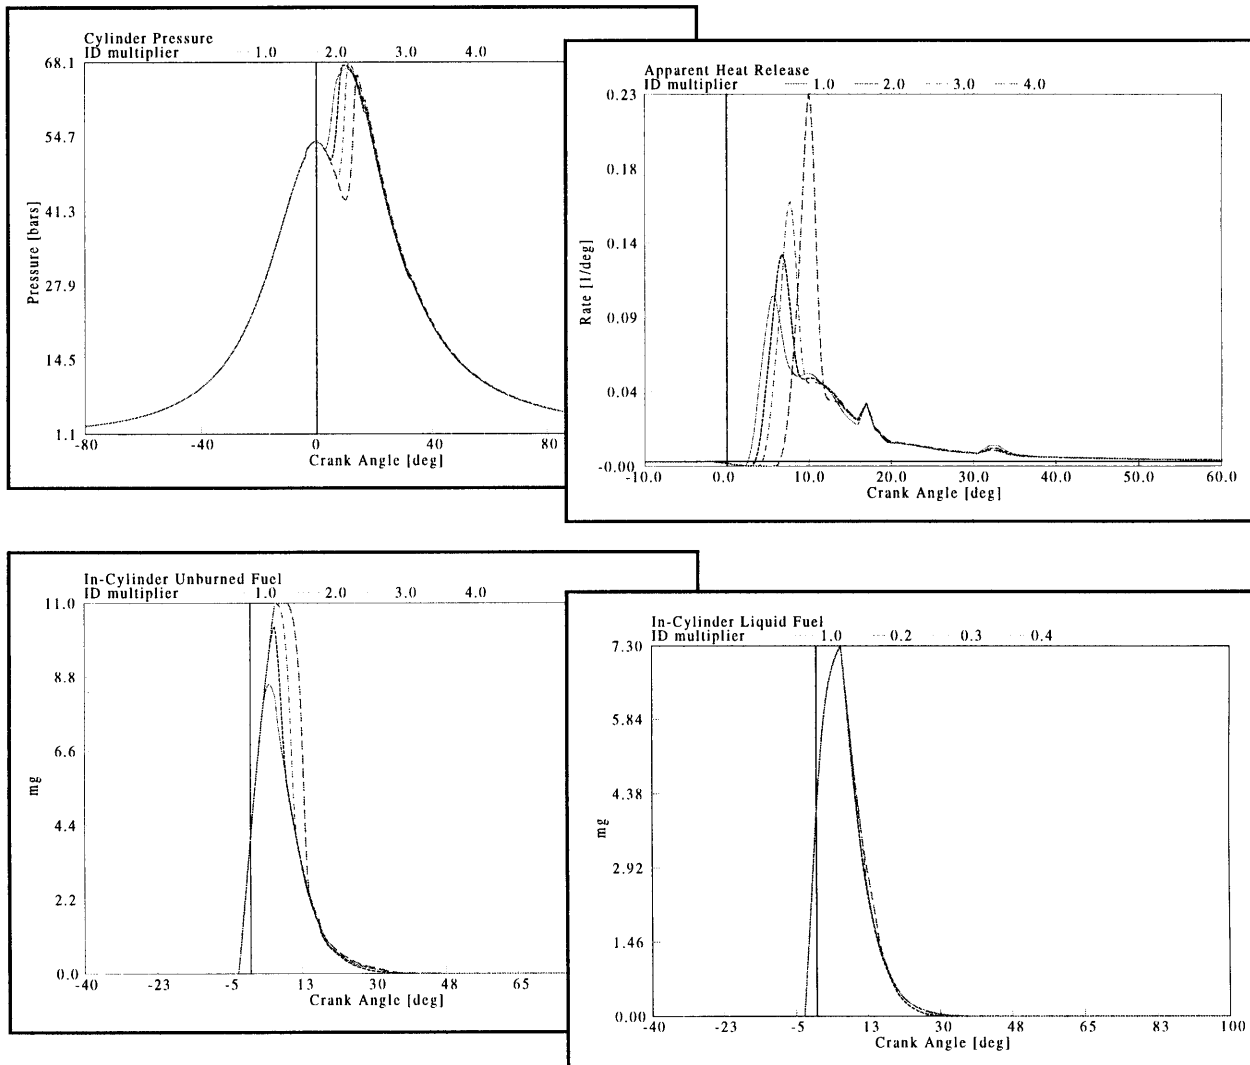 Cylinder Pressure
ID multiplier 1.0 2.0 3.0 4.0
68.1
54.7
41.3
27.9
14.5
1.1
Pressure [bars]
-80 -40 0 40 80
Crank Angle [deg]
Apparent Heat Release
ID multiplier 1.0 2.0 3.0 4.0
0.23
0.18
0.14
0.09
0.04
-0.00
Rate [1/deg]
-10.0 0.0 10.0 20.0 30.0 40.0 50.0 60.0
Crank Angle [deg]
In-Cylinder Unburned Fuel
ID multiplier 1.0 2.0 3.0 4.0
11.0
8.8
6.6
4.4
2.2
0.0
mg
-40 -23 -5 13 30 48 65
Crank Angle [deg]
In-Cylinder Liquid Fuel
ID multiplier 1.0 0.2 0.3 0.4
7.30
5.84
4.38
2.92
1.46
0.00
mg
-40 -23 -5 13 30 48 65 83 100
Crank Angle [deg]